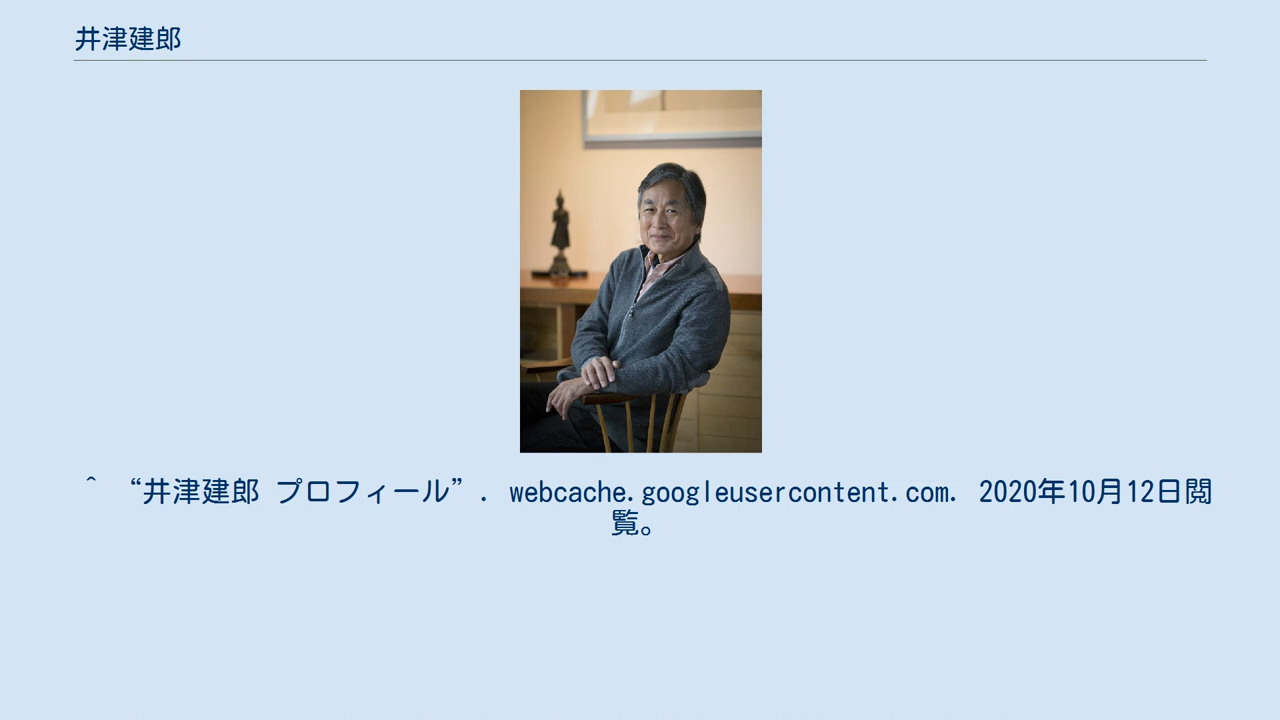 井津建郎
^ “井津建郎 プロフィール”. webcache.googleusercontent.com. 2020年10月12日閲
覧。